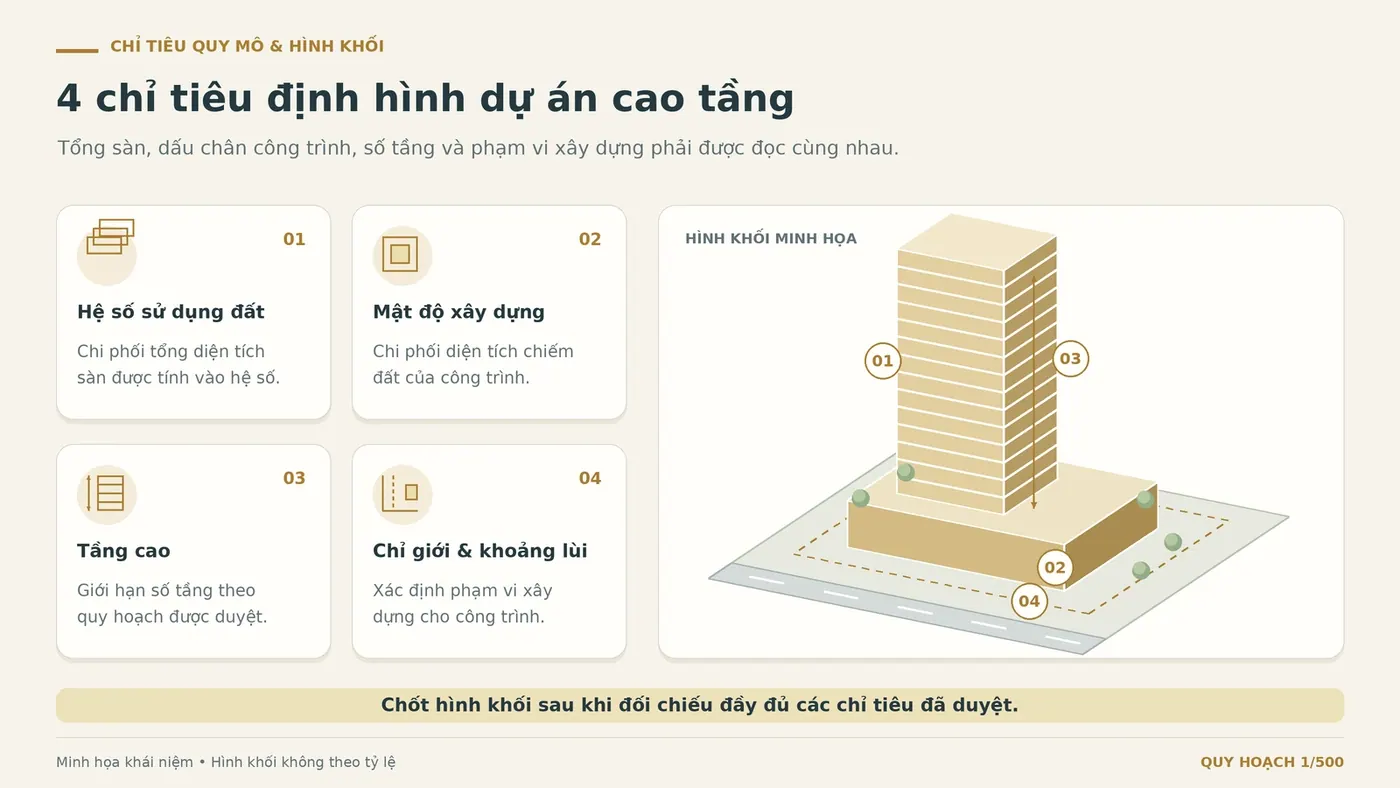 CHỈ TIÊU QUY MÔ & HÌNH KHỐI
4 chỉ tiêu định hình dự án cao tầng
Tổng sàn, dấu chân công trình, số tầng và phạm vi xây dựng phải được đọc cùng nhau.
01
Hệ số sử dụng đất
Chi phối tổng diện tích
sàn được tính vào hệ số.
02
Mật độ xây dựng
Chi phối diện tích chiếm
đất của công trình.
03
Tầng cao
Giới hạn số tầng theo
quy hoạch được duyệt.
04
Chỉ giới & khoảng lùi
Xác định phạm vi xây
dựng cho công trình.
HÌNH KHỐI MINH HỌA
01
03
02
04
Chốt hình khối sau khi đối chiếu đầy đủ các chỉ tiêu đã duyệt.
Minh họa khái niệm • Hình khối không theo tỷ lệ
QUY HOẠCH 1/500